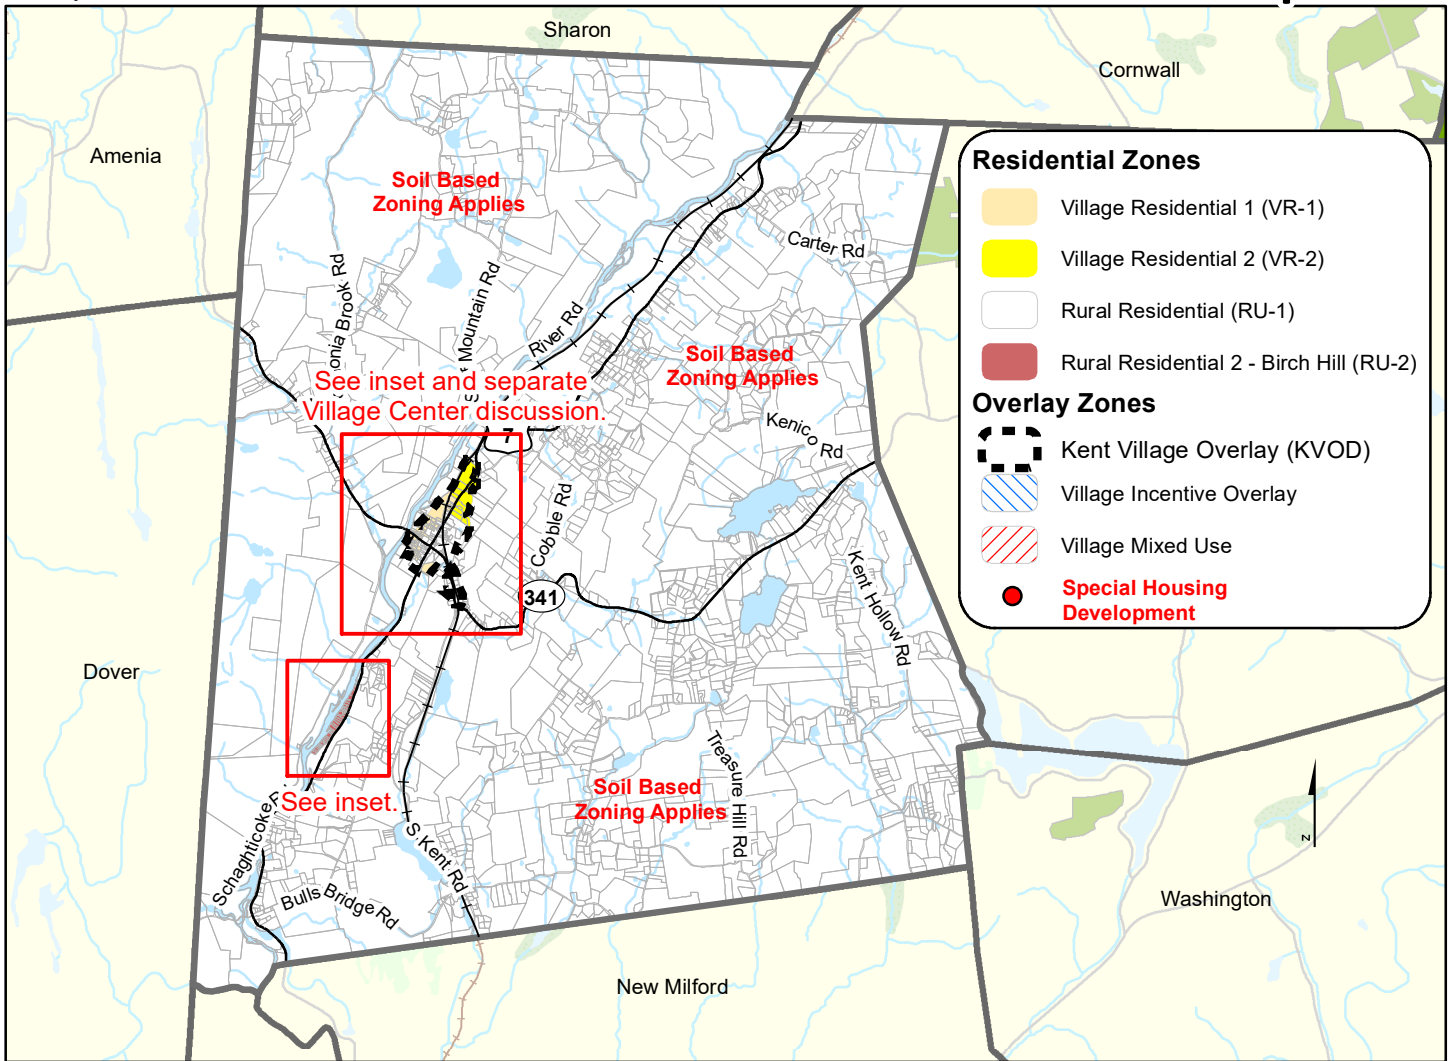 Sharon
Cornwall
Amenia
Soil Based
Zoning Applies
Carter Rd
Residential Zones
Village Residential 1 (VR-1)
Village Residential 2 (VR-2)
Rural Residential (RU-1)
Rural Residential 2 - Birch Hill (RU-2)
Overlay Zones
Kent Village Overlay (KVOD)
Village Incentive Overlay
Village Mixed Use
Special Housing
Development
onia Brook Rd
Mountain Rd
River Rd
Soil Based
Zoning Applies
See inset and separate
Village Center discussion.
7
Kenico Rd
Cobble Rd
341
Kent Hollow Rd
Dover
See inset.
Schaghticoke
S. Kent Rd
Bulls Bridge Rd
Treasure Hill Rd
Soil Based
Zoning Applies
z
Washington
New Milford